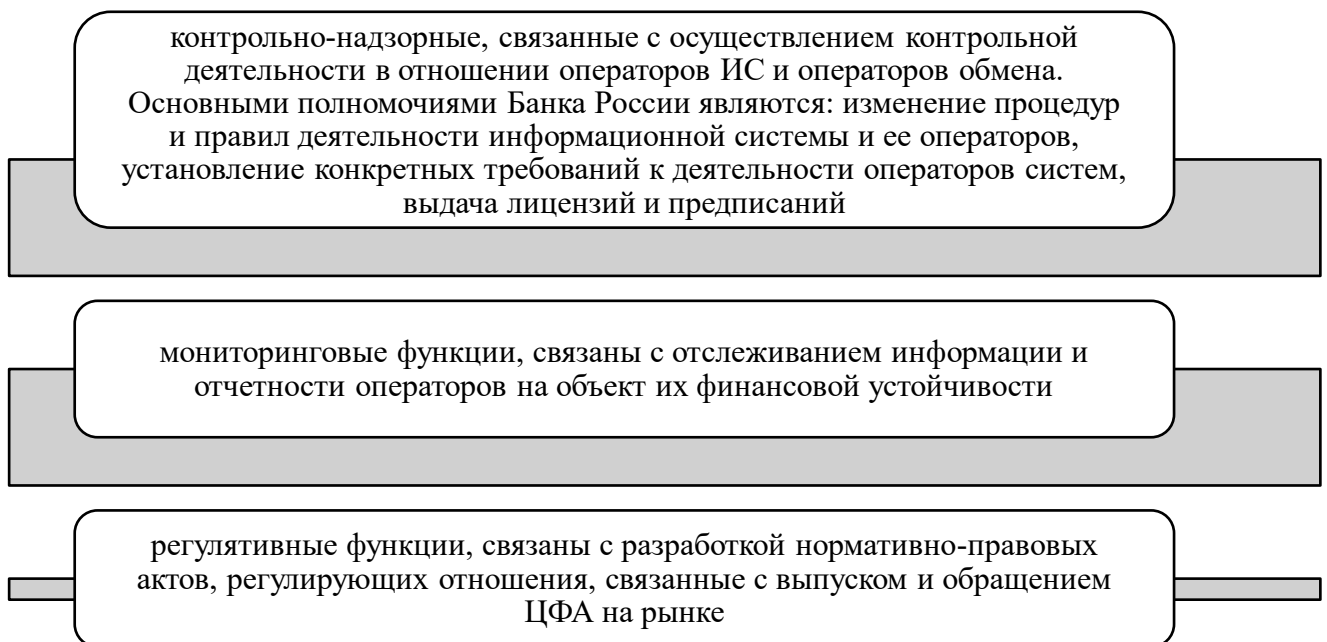 контрольно-надзорные, связанные с осуществлением контрольной
деятельности в отношении операторов ИС и операторов обмена.
Основными полномочиями Банка России являются: изменение процедур
и правил деятельности информационной системы и ее операторов,
установление конкретных требований к деятельности операторов систем,
выдача лицензий и предписаний
мониторинговые функции, связаны с отслеживанием информации и
отчетности операторов на объект их финансовой устойчивости
регулятивные функции, связаны с разработкой нормативно-правовых
актов, регулирующих отношения, связанные с выпуском и обращением
ЦФА на рынке